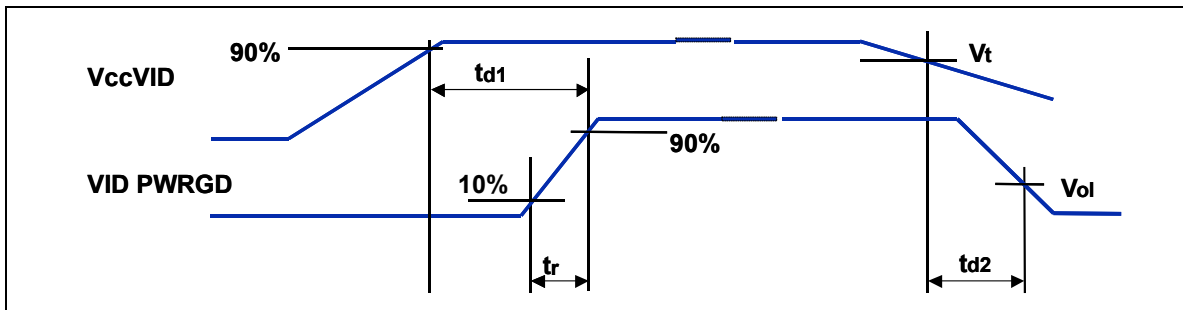 90%
Vt
VccVID
td1
90%
VID PWRGD
10%
Vol
tr
td2